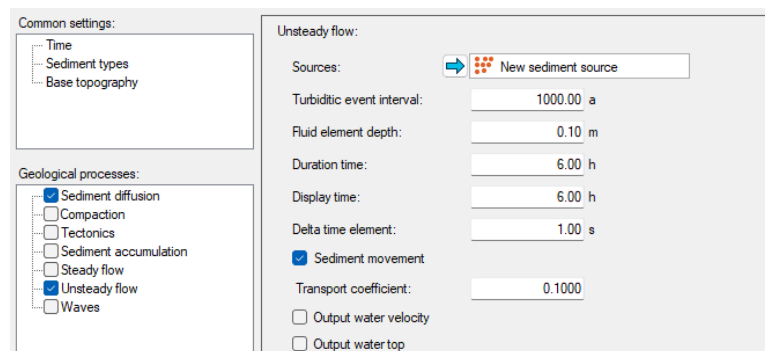 Common settings:
Time
Sediment types
Base topography
Geological processes:
Sediment diffusion
Compaction
Tectonics
Sediment accumulation
Steady flow
Unsteady flow
Waves
Unsteady flow:
Sources: New sediment source
Turbiditic event interval: 1000.00 a
Fluid element depth: 0.10 m
Duration time: 6.00 h
Display time: 6.00 h
Delta time element: 1.00 s
Sediment movement
Transport coefficient: 0.1000
Output water velocity
Output water top